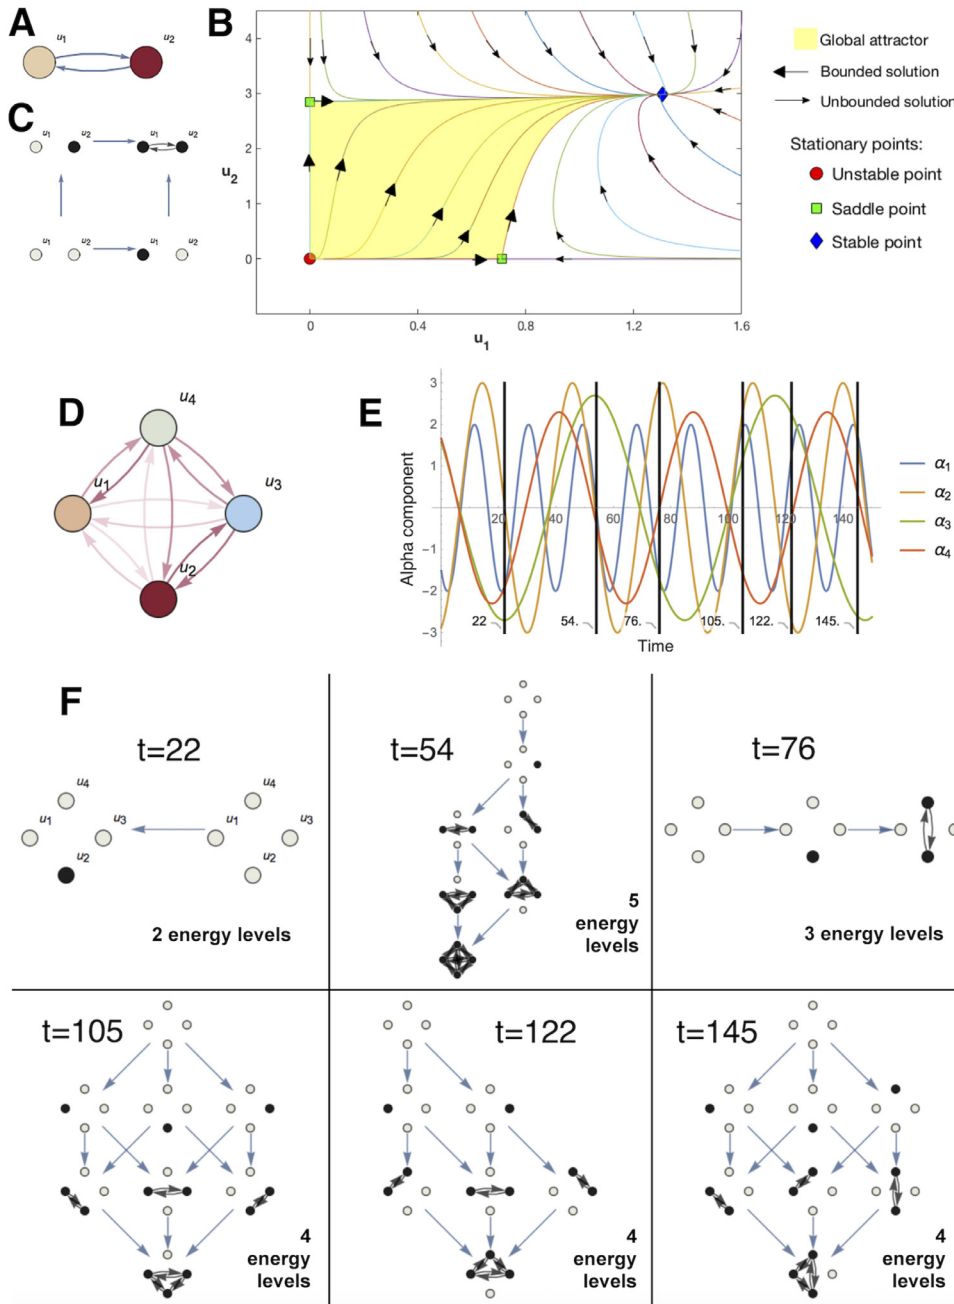 A
u1
u2
B
4
3
2
1
0
u2
0
0.4
0.8
1.2
1.6
u1
Global attractor
Bounded solution
Unbounded solution
Stationary points:
Unstable point
Saddle point
Stable point
C
u1 u2 u1 u2
u1 u2 u1 u2
D
u4
u1
u3
u2
E
3
2
1
−1
−2
−3
Alpha component
20 40 60 80 100 120 140
22 54. 76. 105. 122. 145.
Time
α1
α2
α3
α4
F
t=22
u4
u1
u3
u2
u4
u1
u3
u2
2 energy levels
t=54
5
energy
levels
t=76
3 energy levels
t=105
4
energy
levels
t=122
4
energy
levels
t=145
4
energy
levels